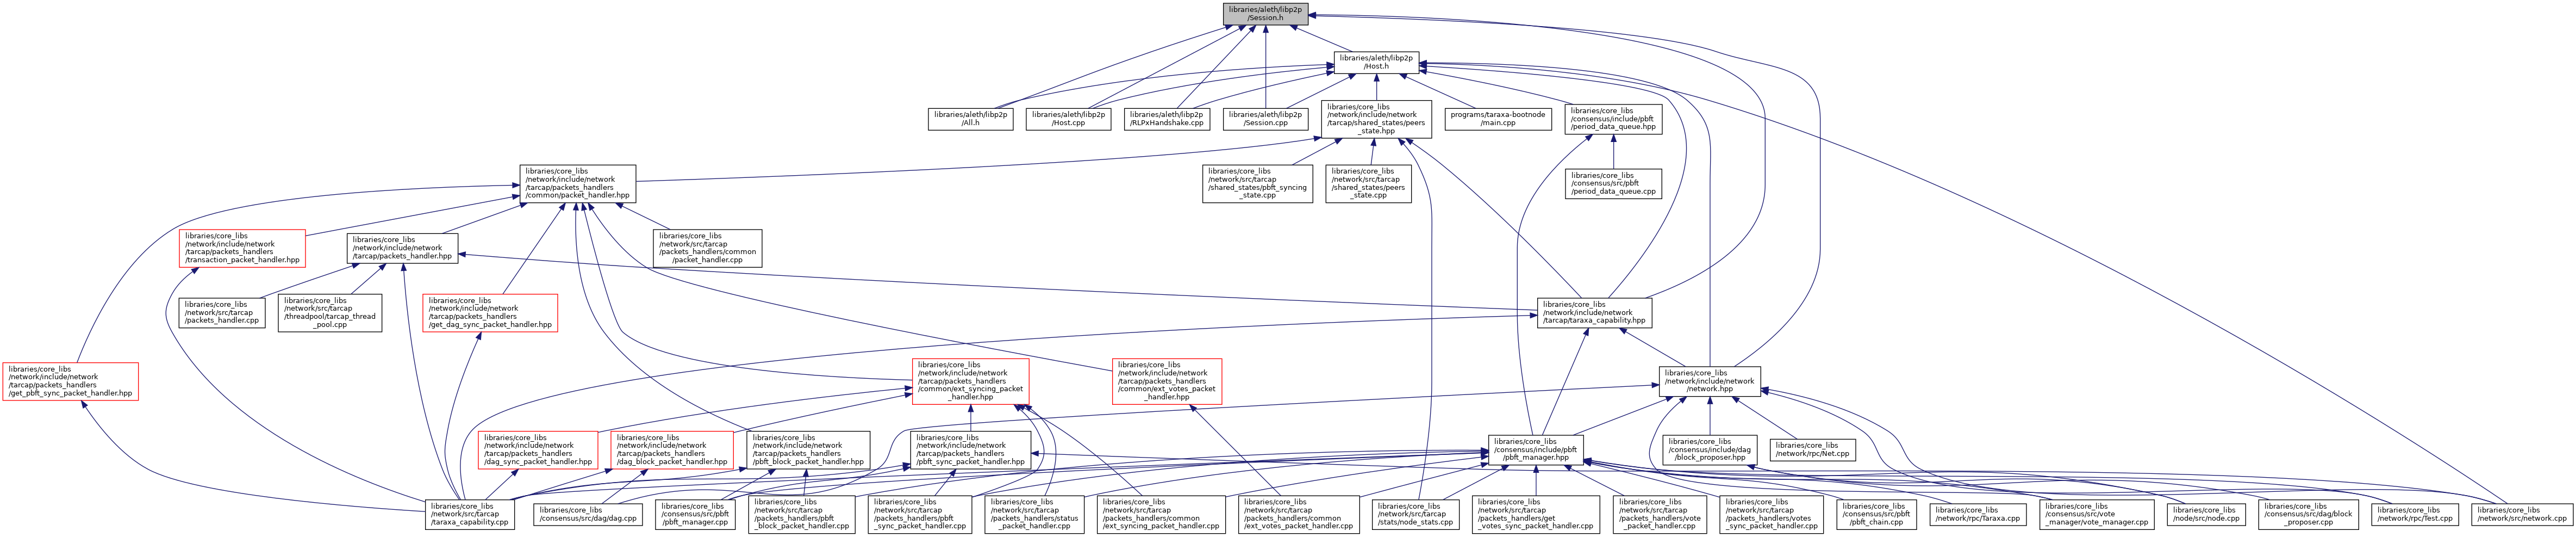 libraries/aleth/libp2p
/Session.h
libraries/aleth/libp2p
/Host.h
libraries/aleth/libp2p
/All.h
libraries/aleth/libp2p
/Host.cpp
libraries/aleth/libp2p
/RLPxHandshake.cpp
libraries/aleth/libp2p
/Session.cpp
libraries/core_libs
/network/include/network
/tarcap/shared_states/peers
_state.hpp
programs/taraxa-bootnode
/main.cpp
libraries/core_libs
/consensus/include/pbft
/period_data_queue.hpp
libraries/core_libs
/network/include/network
/tarcap/packets_handlers
/common/packet_handler.hpp
libraries/core_libs
/network/src/tarcap
/shared_states/pbft_syncing
_state.cpp
libraries/core_libs
/network/src/tarcap
/shared_states/peers
_state.cpp
libraries/core_libs
/consensus/src/pbft
/period_data_queue.cpp
libraries/core_libs
/network/include/network
/tarcap/packets_handlers
/transaction_packet_handler.hpp
libraries/core_libs
/network/include/network
/tarcap/packets_handler.hpp
libraries/core_libs
/network/src/tarcap
/packets_handlers/common
/packet_handler.cpp
libraries/core_libs
/network/src/tarcap
/packets_handler.cpp
libraries/core_libs
/network/src/tarcap
/threadpool/tarcap_thread
_pool.cpp
libraries/core_libs
/network/include/network
/tarcap/packets_handlers
/get_dag_sync_packet_handler.hpp
libraries/core_libs
/network/include/network
/tarcap/taraxa_capability.hpp
libraries/core_libs
/network/include/network
/tarcap/packets_handlers
/get_pbft_sync_packet_handler.hpp
libraries/core_libs
/network/include/network
/tarcap/packets_handlers
/common/ext_syncing_packet
_handler.hpp
libraries/core_libs
/network/include/network
/tarcap/packets_handlers
/common/ext_votes_packet
_handler.hpp
libraries/core_libs
/network/include/network
/network.hpp
libraries/core_libs
/network/include/network
/tarcap/packets_handlers
/dag_sync_packet_handler.hpp
libraries/core_libs
/network/include/network
/tarcap/packets_handlers
/dag_block_packet_handler.hpp
libraries/core_libs
/network/include/network
/tarcap/packets_handlers
/pbft_block_packet_handler.hpp
libraries/core_libs
/network/include/network
/tarcap/packets_handlers
/pbft_sync_packet_handler.hpp
libraries/core_libs
/consensus/include/pbft
/pbft_manager.hpp
libraries/core_libs
/consensus/include/dag
/block_proposer.hpp
libraries/core_libs
/network/rpc/Net.cpp
libraries/core_libs
/network/src/tarcap
/taraxa_capability.cpp
libraries/core_libs
/consensus/src/dag/dag.cpp
libraries/core_libs
/consensus/src/pbft
/pbft_manager.cpp
libraries/core_libs
/network/src/tarcap
/packets_handlers/pbft
_block_packet_handler.cpp
libraries/core_libs
/network/src/tarcap
/packets_handlers/pbft
_sync_packet_handler.cpp
libraries/core_libs
/network/src/tarcap
/packets_handlers/status
_packet_handler.cpp
libraries/core_libs
/network/src/tarcap
/packets_handlers/common
/ext_syncing_packet_handler.cpp
libraries/core_libs
/network/src/tarcap
/packets_handlers/common
/ext_votes_packet_handler.cpp
libraries/core_libs
/network/src/tarcap
/stats/node_stats.cpp
libraries/core_libs
/network/src/tarcap
/packets_handlers/get
_votes_sync_packet_handler.cpp
libraries/core_libs
/network/src/tarcap
/packets_handlers/vote
_packet_handler.cpp
libraries/core_libs
/network/src/tarcap
/packets_handlers/votes
_sync_packet_handler.cpp
libraries/core_libs
/consensus/src/pbft
/pbft_chain.cpp
libraries/core_libs
/network/rpc/Taraxa.cpp
libraries/core_libs
/consensus/src/vote
_manager/vote_manager.cpp
libraries/core_libs
/node/src/node.cpp
libraries/core_libs
/consensus/src/dag/block
_proposer.cpp
libraries/core_libs
/network/rpc/Test.cpp
libraries/core_libs
/network/src/network.cpp